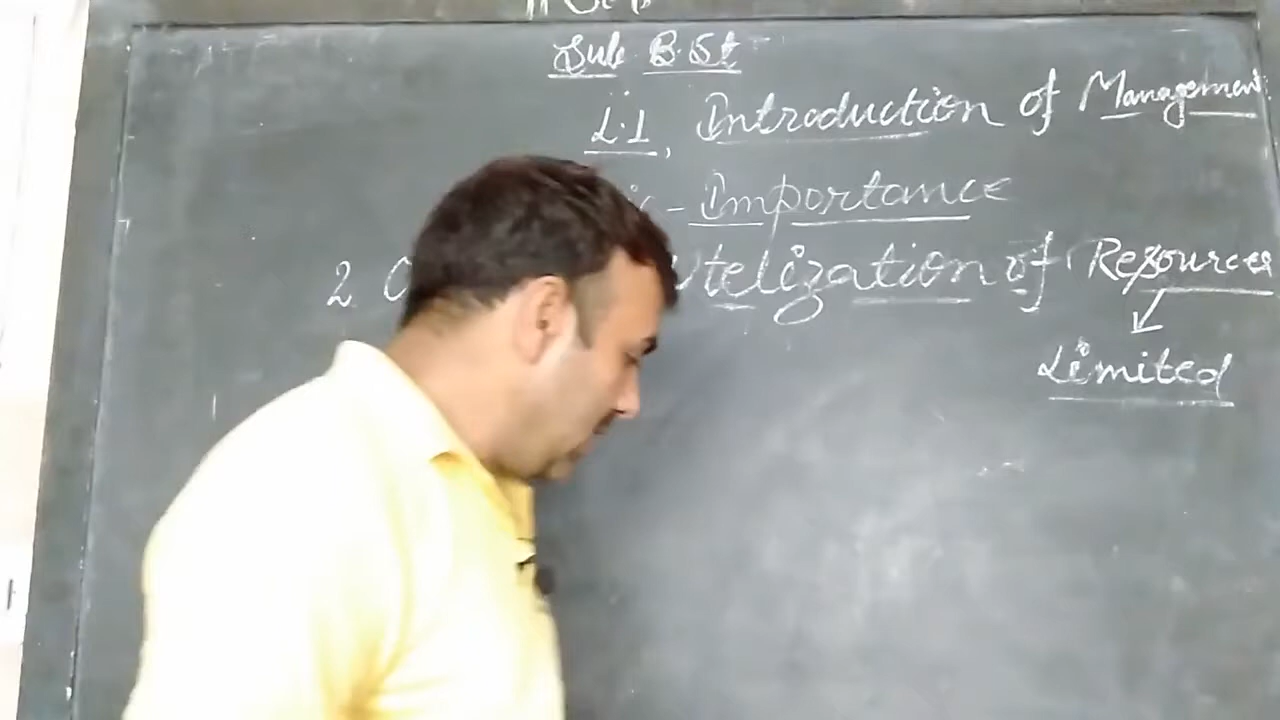 Sub B.St
L.1, Introduction of Management
- Importance
2 Utelization of Resources
Limited